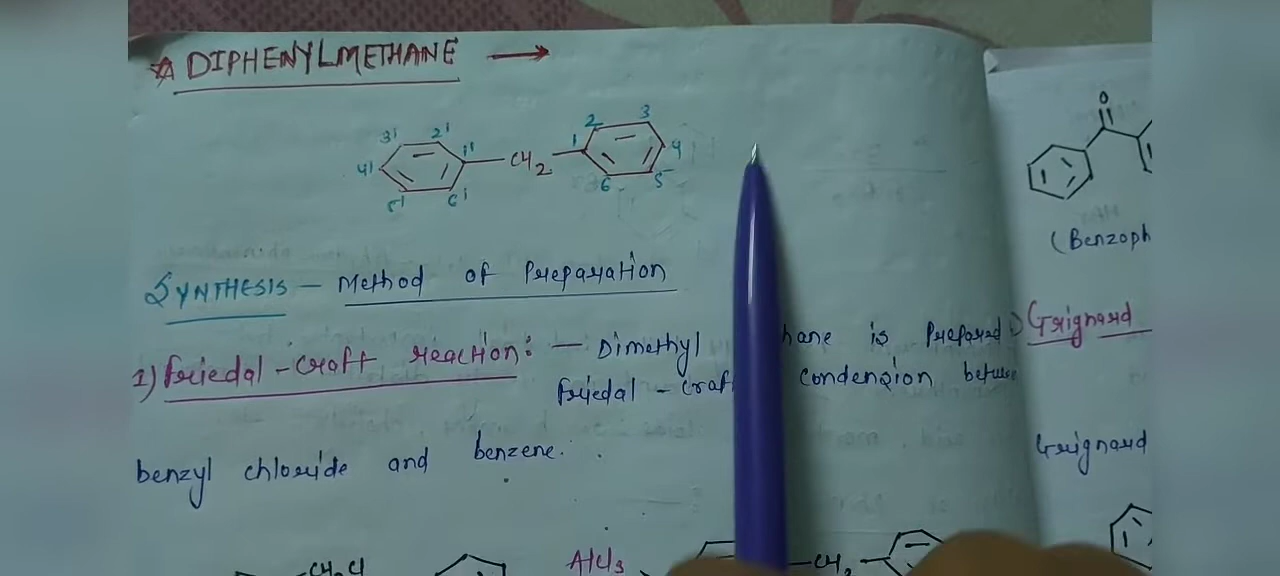 DIPHENYLMETHANE →
3' 2' 1' 4' 5' 6' CH2 1 2 3 4 5 6
SYNTHESIS - Method of Preparation
1) Friedal - Craft reaction: - Dimethyl hane is Prepared
Friedal - Craf condension betwee
benzyl chloride and benzene.
CH2Cl AlCl3 CH2
O
(Benzoph
Grignard
Grignard